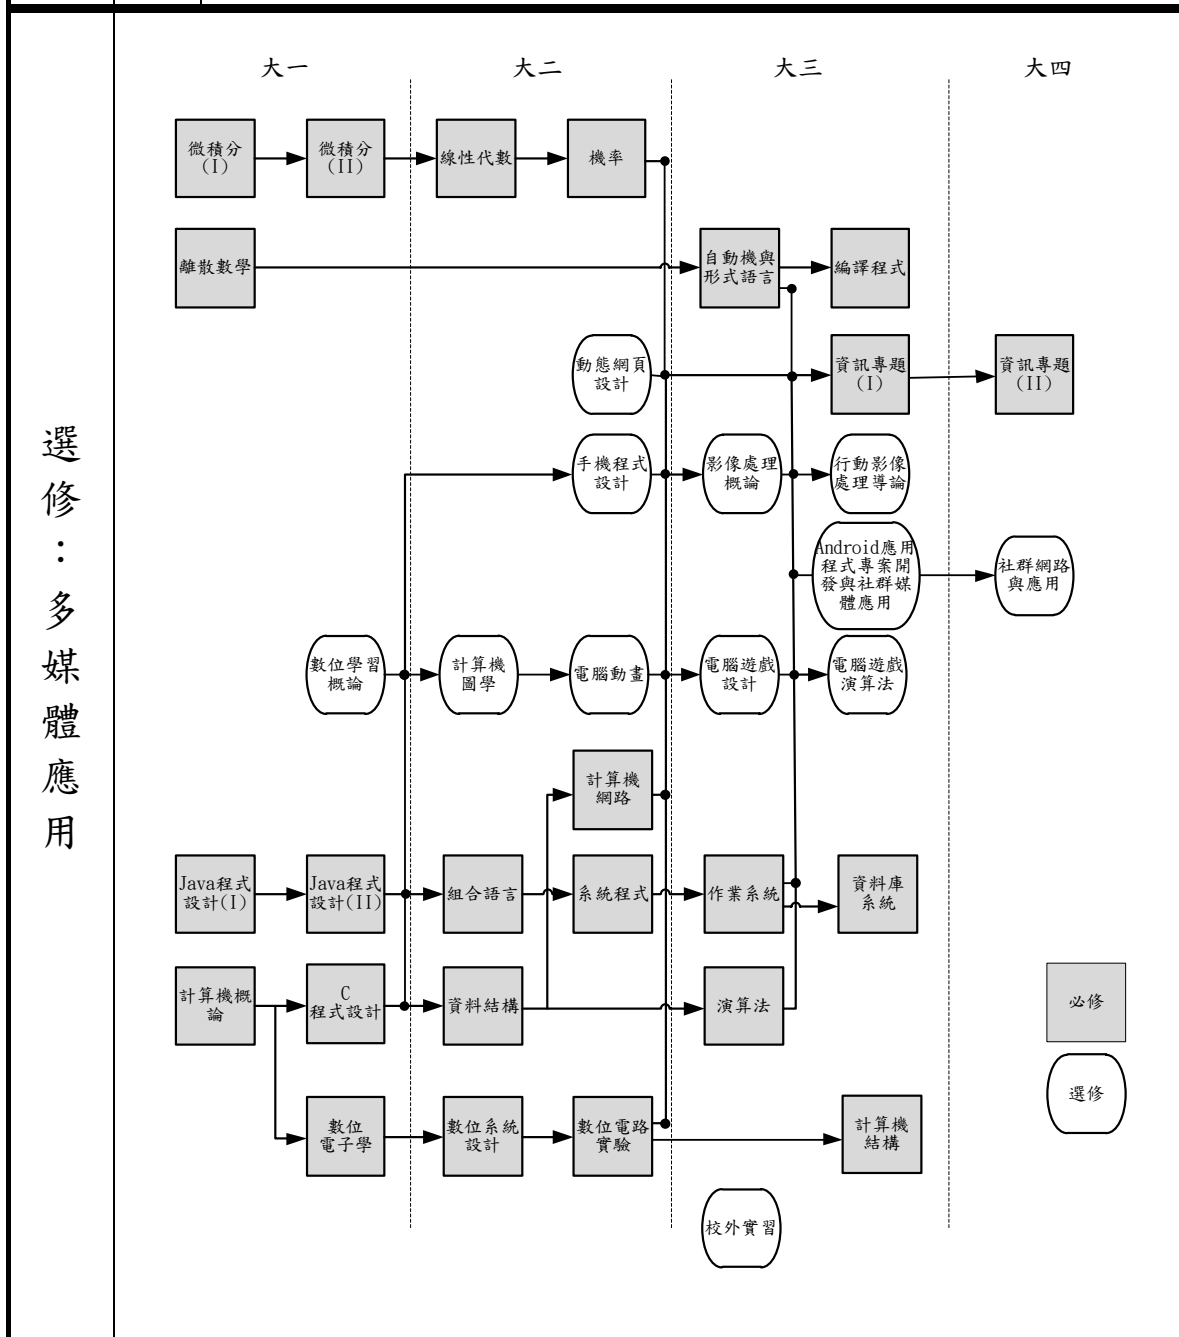 大一
大二
大三
大四
選修：多媒體應用
微積分
(I)
微積分
(II)
線性代數
機率
離散數學
自動機與
形式語言
編譯程式
動態網頁
設計
資訊專題
(I)
資訊專題
(II)
手機程式
設計
影像處理
概論
行動影像
處理導論
Android應用
程式專案開
發與社群媒
體應用
社群網路
與應用
數位學習
概論
計算機
圖學
電腦動畫
電腦遊戲
設計
電腦遊戲
演算法
計算機
網路
Java程式
設計(I)
Java程式
設計(II)
組合語言
系統程式
作業系統
資料庫
系統
計算機概
論
C
程式設計
資料結構
演算法
必修
選修
數位
電子學
數位系統
設計
數位電路
實驗
計算機
結構
校外實習